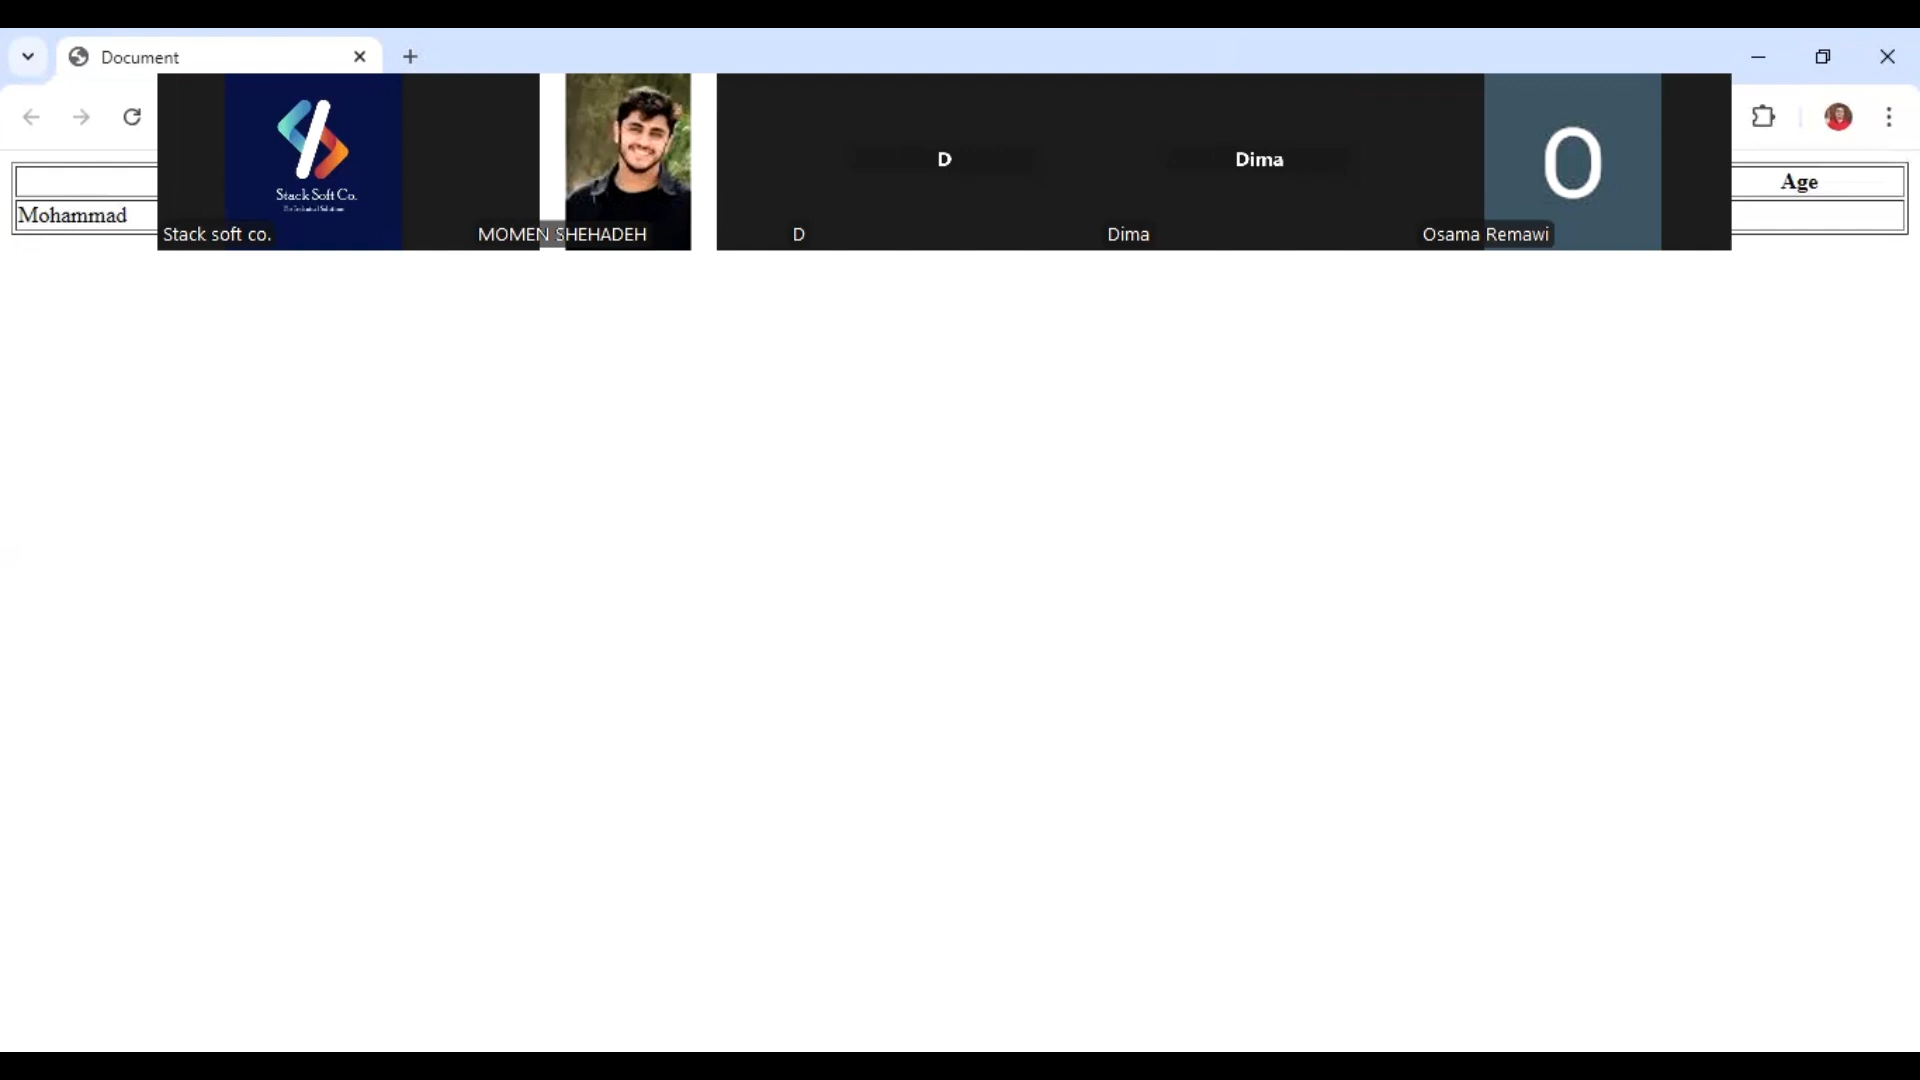 Document
Stack Soft Co.
D
Dima
O
Age
Mohammad
Stack soft co.
MOMEN SHEHADEH
D
Dima
Osama Remawi